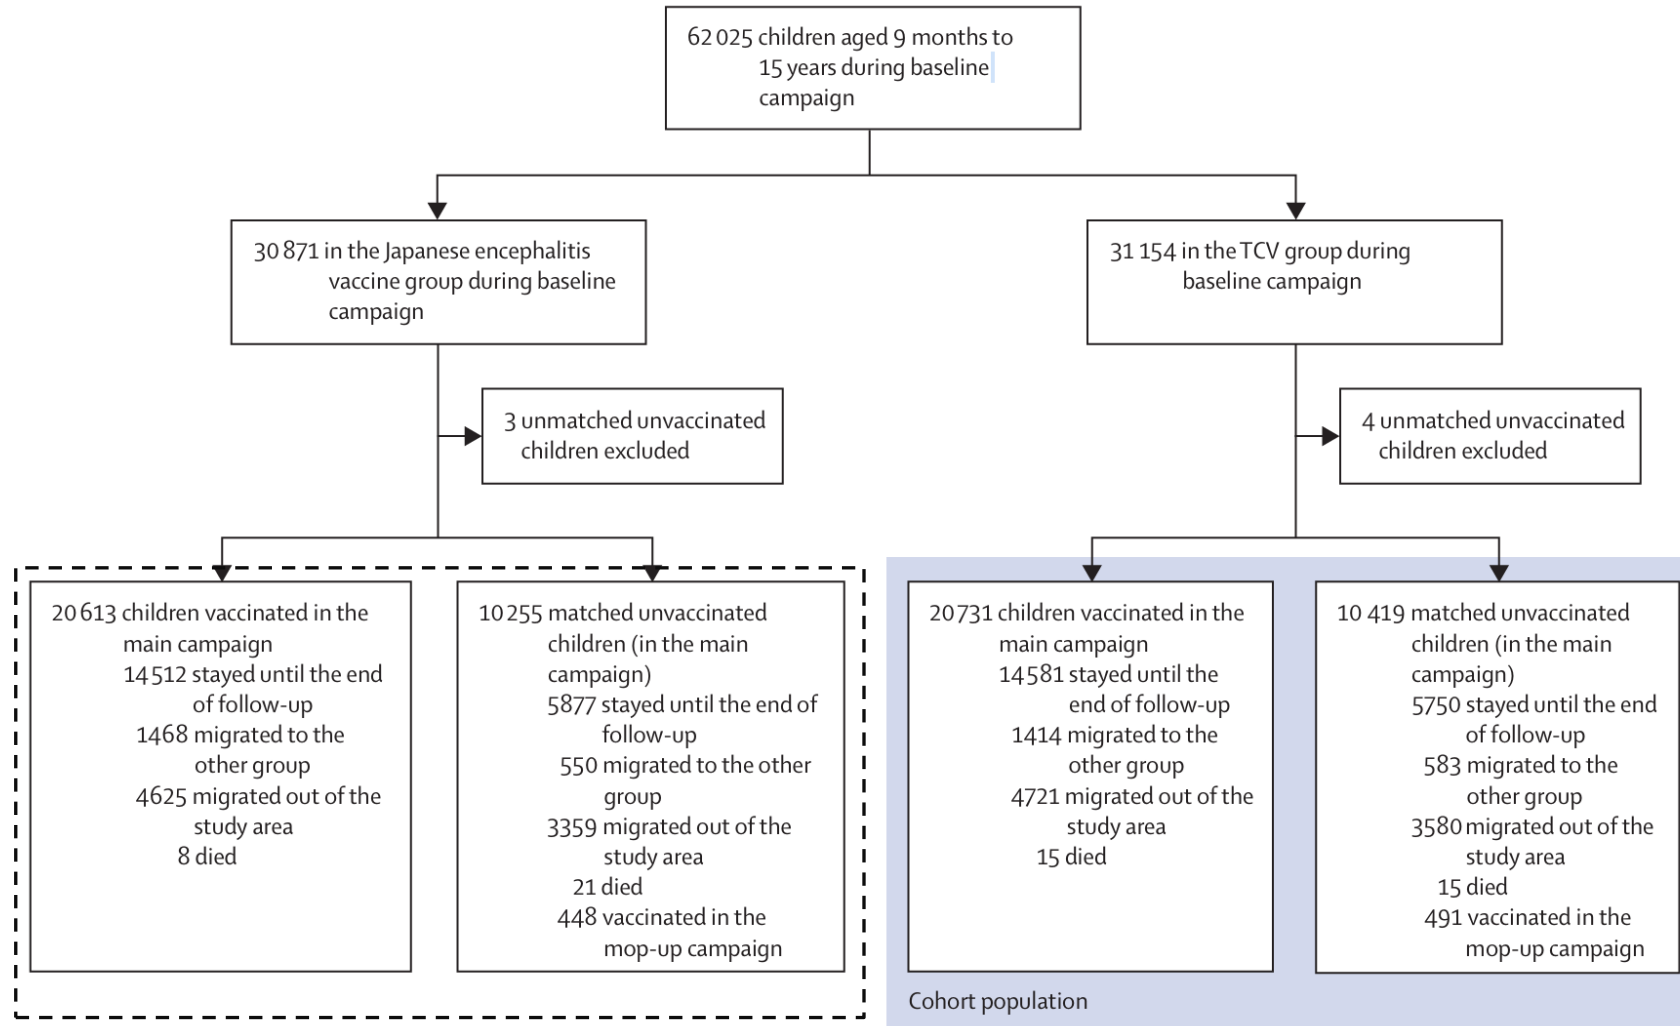 62 025 children aged 9 months to
15 years during baseline
campaign
30 871 in the Japanese encephalitis
vaccine group during baseline
campaign
31 154 in the TCV group during
baseline campaign
3 unmatched unvaccinated
children excluded
4 unmatched unvaccinated
children excluded
20 613 children vaccinated in the
main campaign
14 512 stayed until the end
of follow-up
1468 migrated to the
other group
4625 migrated out of the
study area
8 died
10 255 matched unvaccinated
children (in the main
campaign)
5877 stayed until the end of
follow-up
550 migrated to the other
group
3359 migrated out of the
study area
21 died
448 vaccinated in the
mop-up campaign
20 731 children vaccinated in the
main campaign
14 581 stayed until the
end of follow-up
1414 migrated to the
other group
4721 migrated out of the
study area
15 died
10 419 matched unvaccinated
children (in the main
campaign)
5750 stayed until the end
of follow-up
583 migrated to the
other group
3580 migrated out of the
study area
15 died
491 vaccinated in the
mop-up campaign
Cohort population